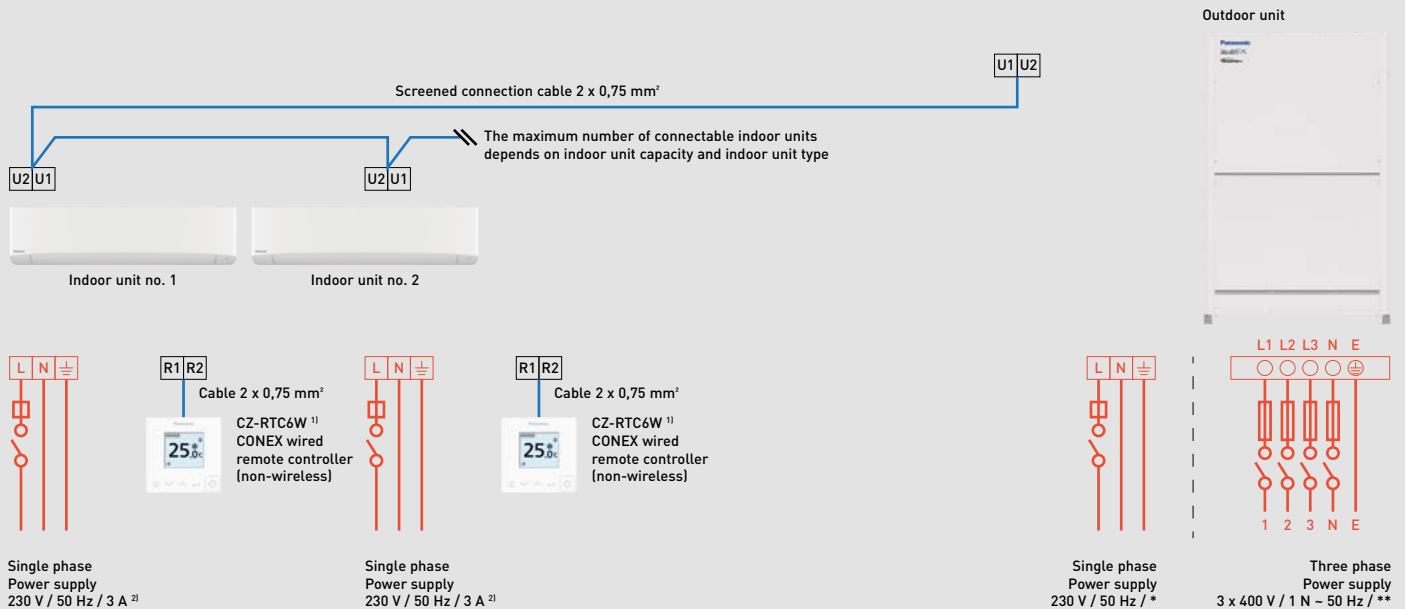 Outdoor unit
Panasonic
U1 U2
Screened connection cable 2 x 0,75 mm²
The maximum number of connectable indoor units
depends on indoor unit capacity and indoor unit type
U2 U1
U2 U1
Indoor unit no. 1
Indoor unit no. 2
L N
R1 R2
Cable 2 x 0,75 mm²
Panasonic
25.0c
CZ-RTC6W ¹⁾
CONEX wired
remote controller
(non-wireless)
L N
R1 R2
Cable 2 x 0,75 mm²
Panasonic
25.0c
CZ-RTC6W ¹⁾
CONEX wired
remote controller
(non-wireless)
L N
L1 L2 L3 N E
1 2 3 N E
Single phase
Power supply
230 V / 50 Hz / 3 A ²⁾
Single phase
Power supply
230 V / 50 Hz / 3 A ²⁾
Single phase
Power supply
230 V / 50 Hz / *
Three phase
Power supply
3 x 400 V / 1 N ~ 50 Hz / **